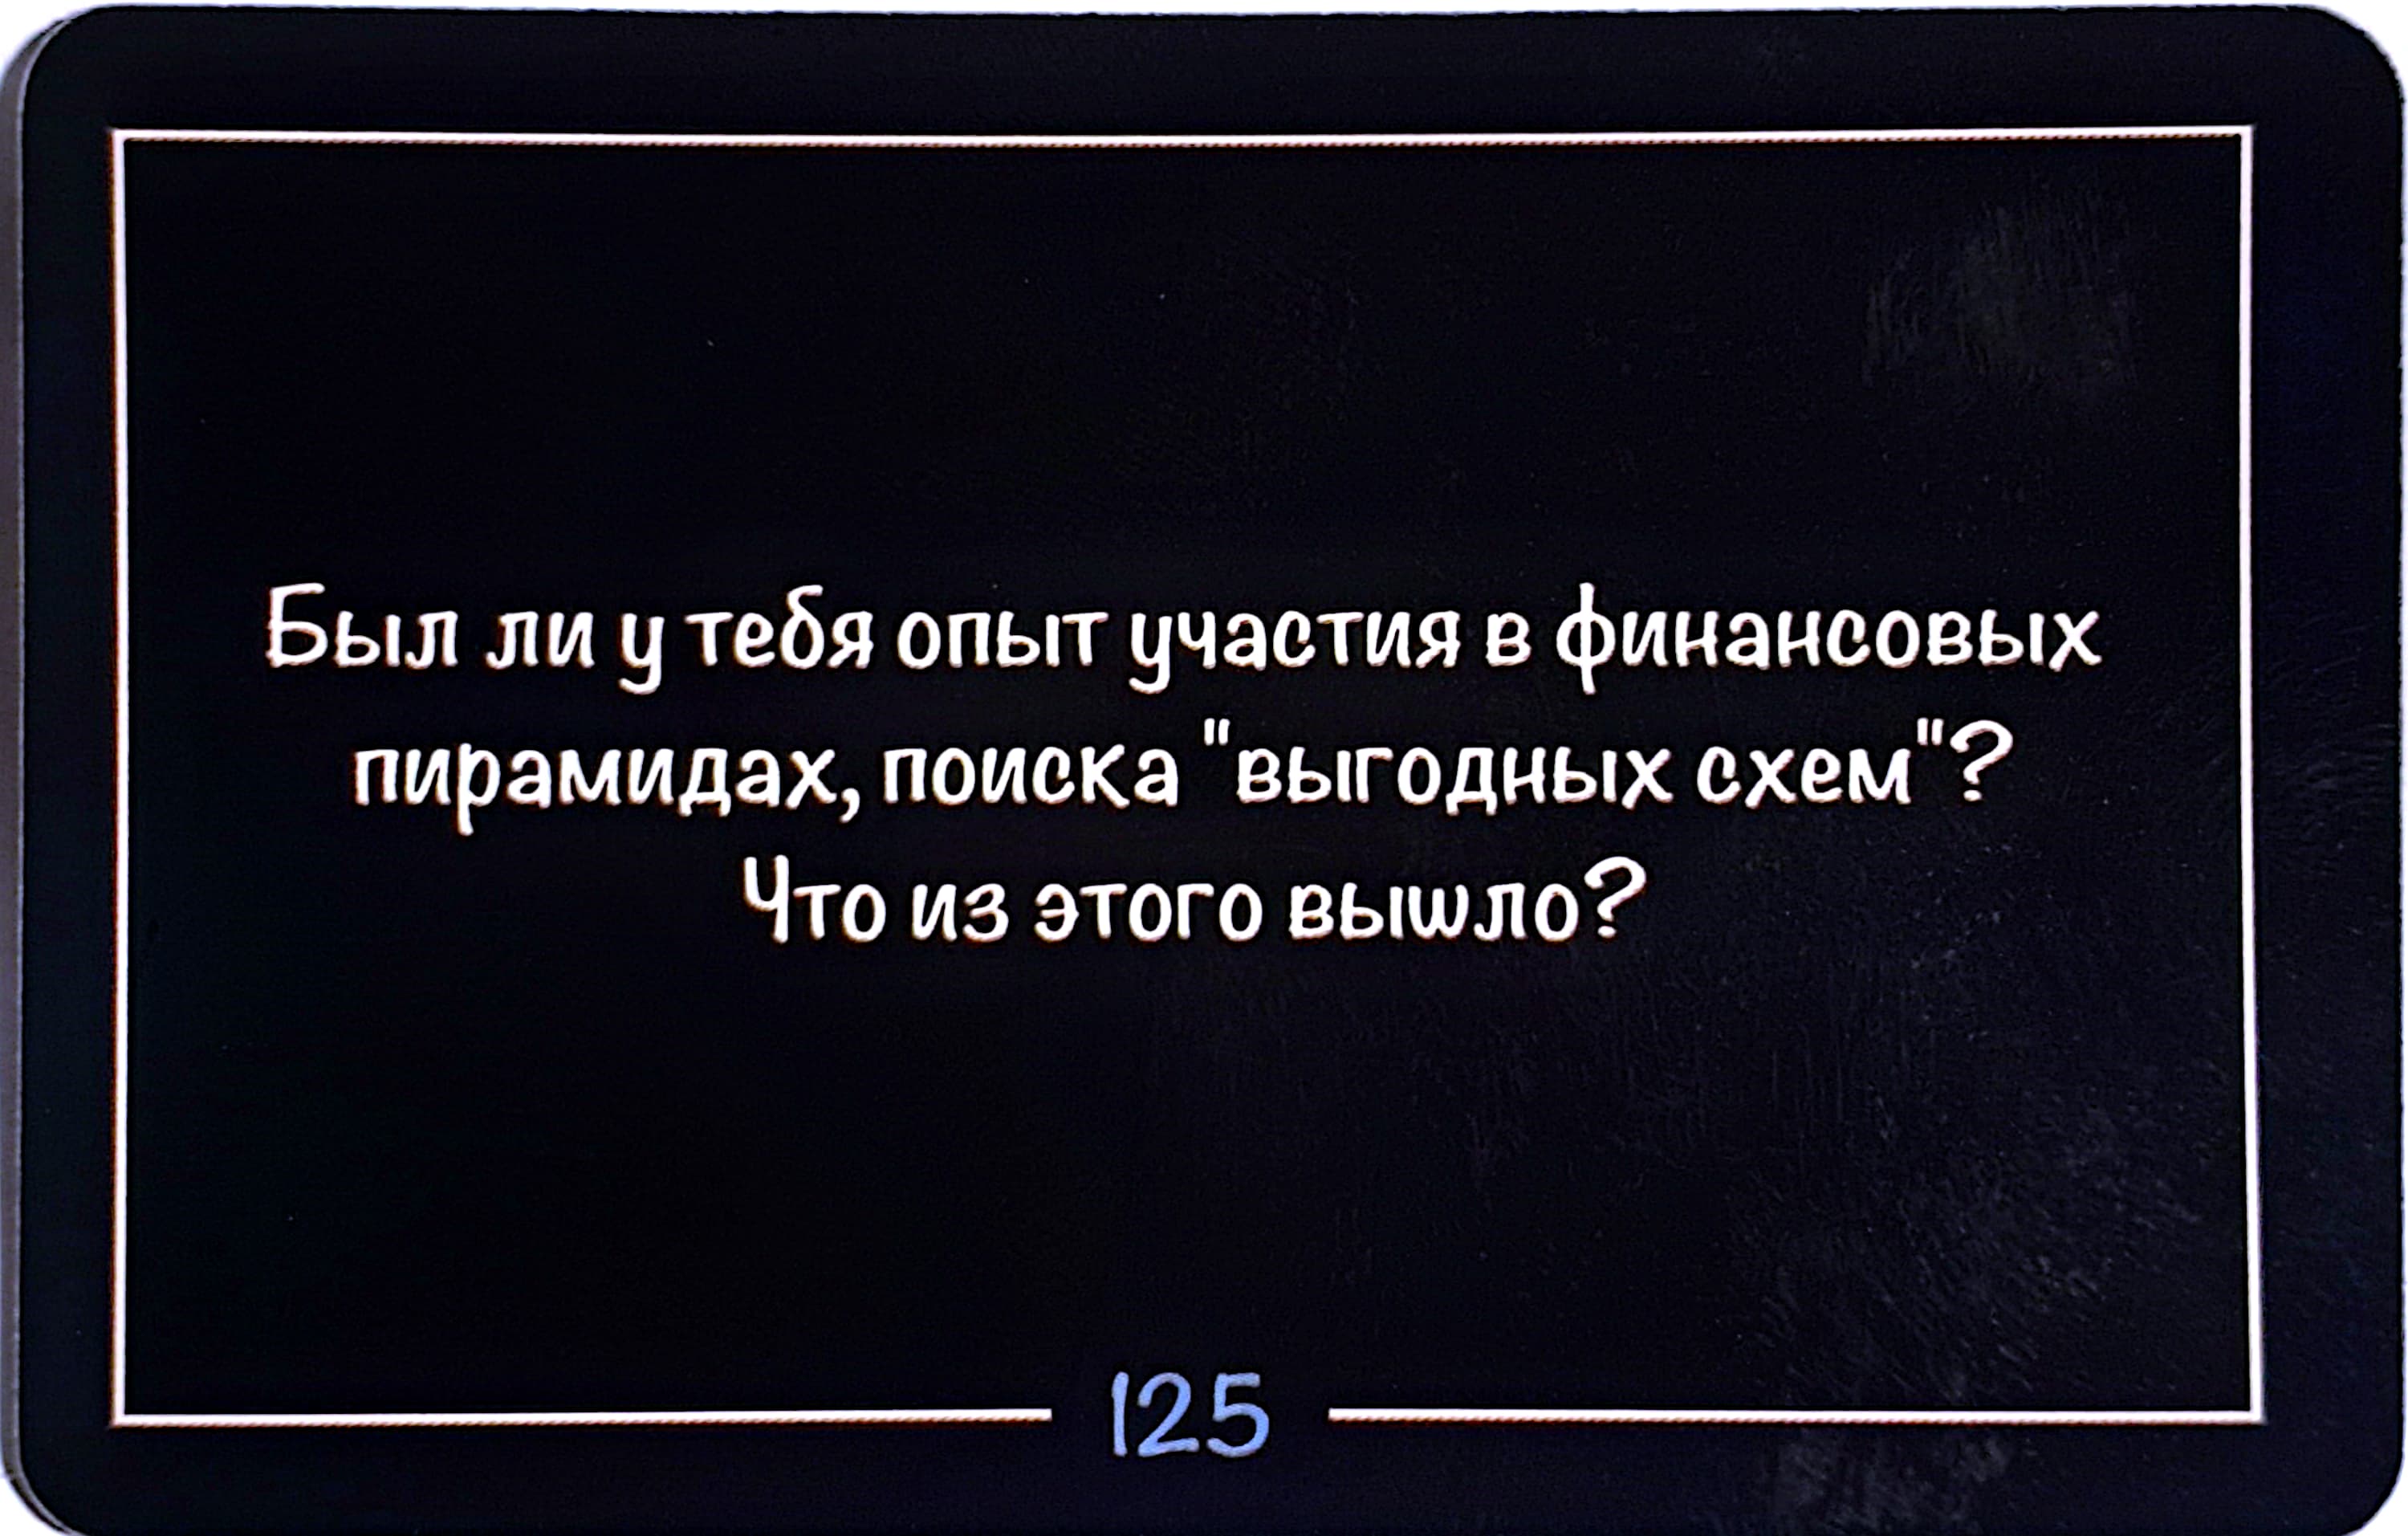 Был ли у тебя опыт участия в финансовых
пирамидах, поиска "выгодных схем"?
Что из этого вышло?
125